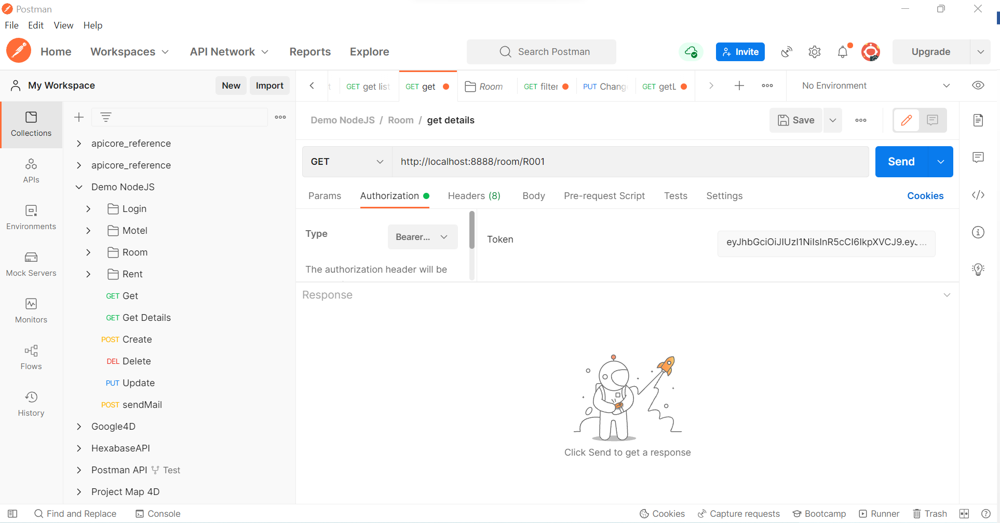 Postman
File Edit View Help
Home Workspaces API Network Reports Explore Search Postman Invite Upgrade
My Workspace New Import
GET get list GET get Room GET filter PUT Chang GET getL No Environment
Demo NodeJS / Room / get details Save
GET http://localhost:8888/room/R001 Send
Params Authorization Headers (8) Body Pre-request Script Tests Settings Cookies
Type Bearer... Token eyJhbGciOiJIUzI1NiIsInR5cCI6IkpXVCJ9.eyJ...
The authorization header will be
Response
Click Send to get a response
Collections
APIs
Environments
Mock Servers
Monitors
Flows
History
apicore_reference
apicore_reference
Demo NodeJS
Login
Motel
Room
Rent
GET Get
GET Get Details
POST Create
DEL Delete
PUT Update
POST sendMail
Google4D
HexabaseAPI
Postman API Test
Project Map 4D
Find and Replace Console Cookies Capture requests Bootcamp Runner Trash